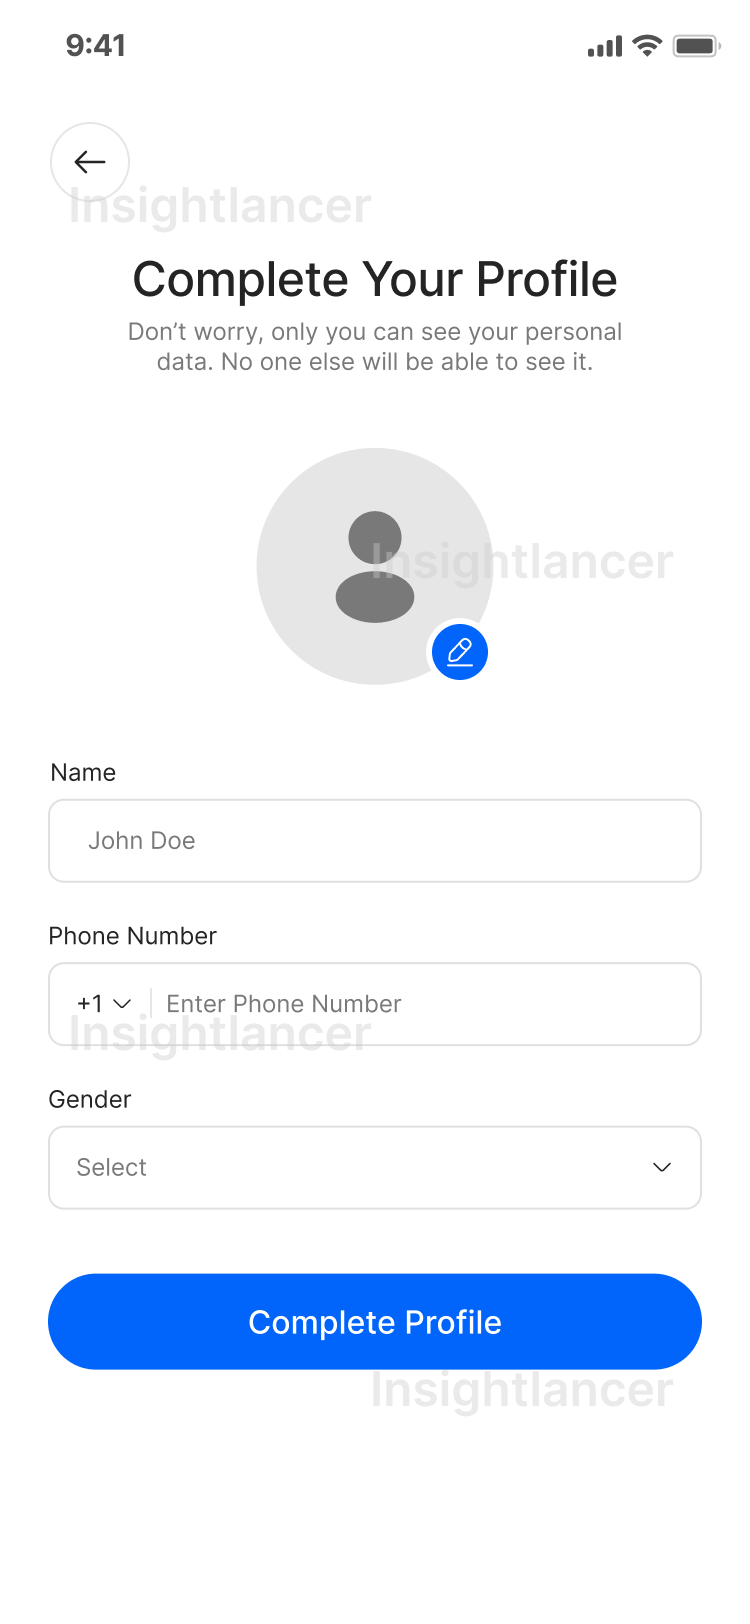 9:41
Insightlancer
Complete Your Profile
Don’t worry, only you can see your personal
data. No one else will be able to see it.
Insightlancer
Name
John Doe
Phone Number
+1
Enter Phone Number
Insightlancer
Gender
Select
Complete Profile
Insightlancer